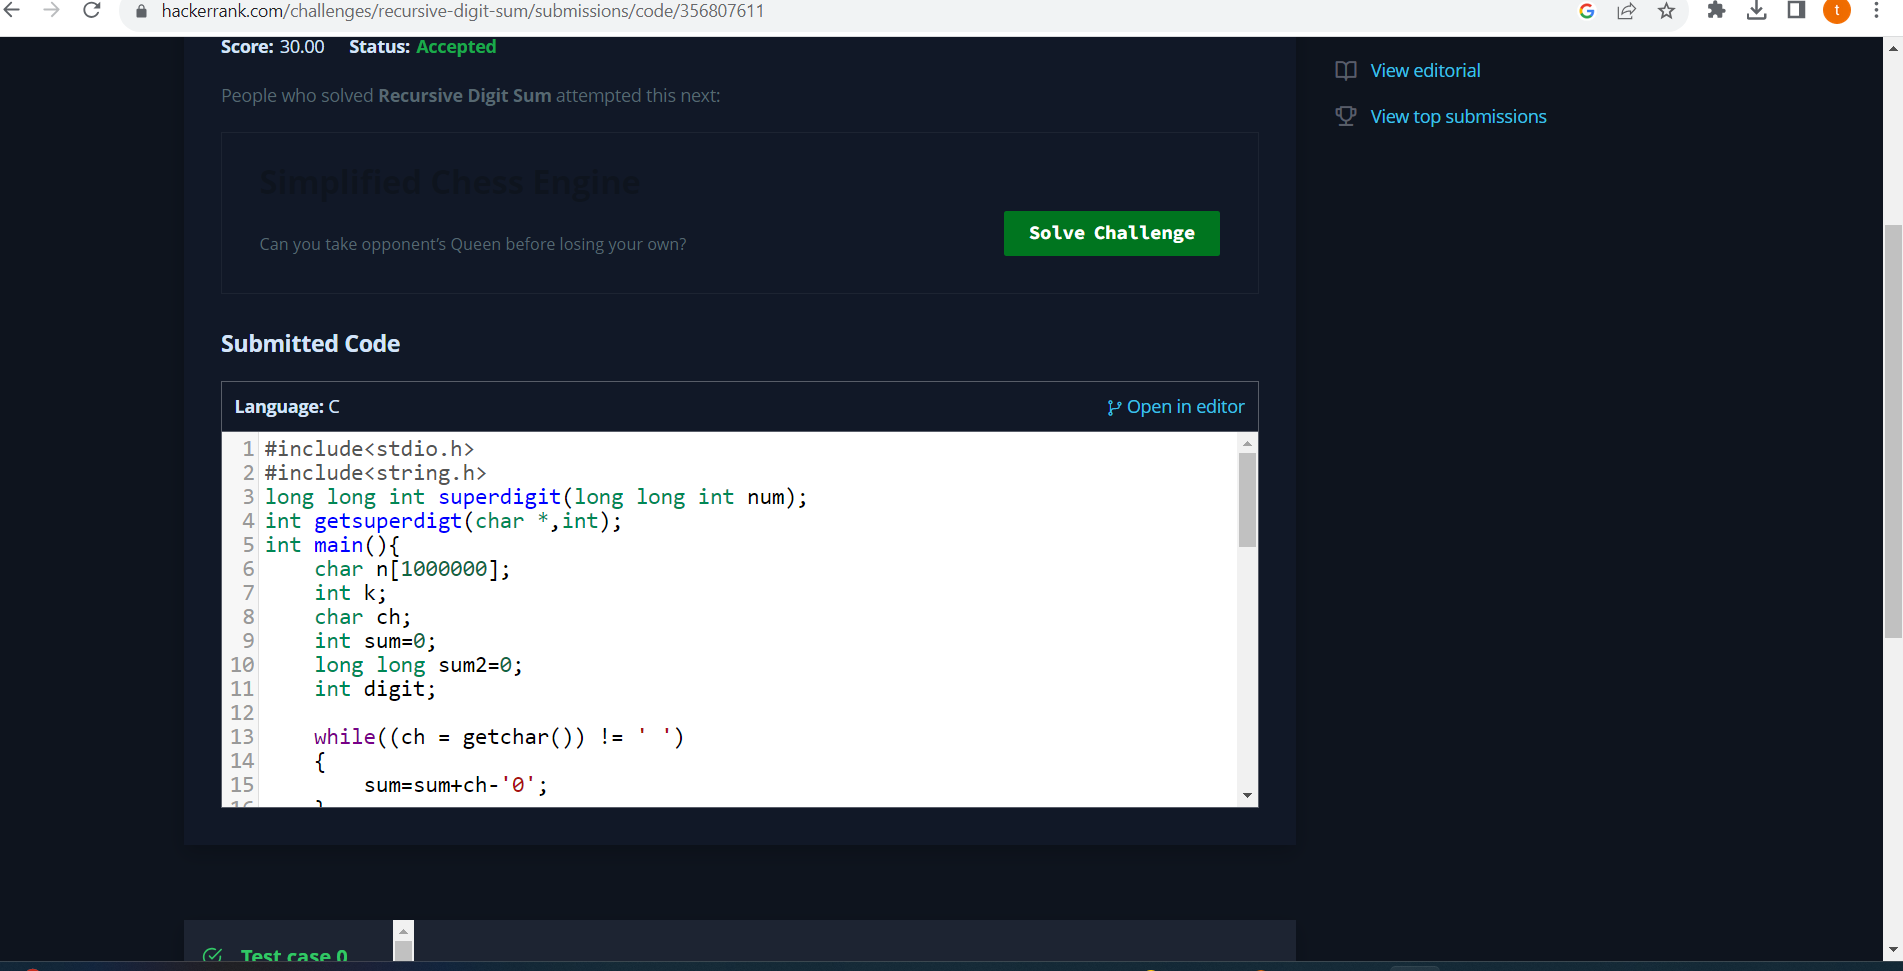 hackerrank.com/challenges/recursive-digit-sum/submissions/code/356807611
t
Score: 30.00 Status: Accepted
View editorial
People who solved Recursive Digit Sum attempted this next:
View top submissions
Simplified Chess Engine
Can you take opponent's Queen before losing your own?
Solve Challenge
Submitted Code
Language: C
Open in editor
1 #include<stdio.h>
2 #include<string.h>
3 long long int superdigit(long long int num);
4 int getsuperdigt(char *,int);
5 int main(){
6 char n[1000000];
7 int k;
8 char ch;
9 int sum=0;
10 long long sum2=0;
11 int digit;
12
13 while((ch = getchar()) != ' ')
14 {
15 sum=sum+ch-'0';
16 }
Test case 0